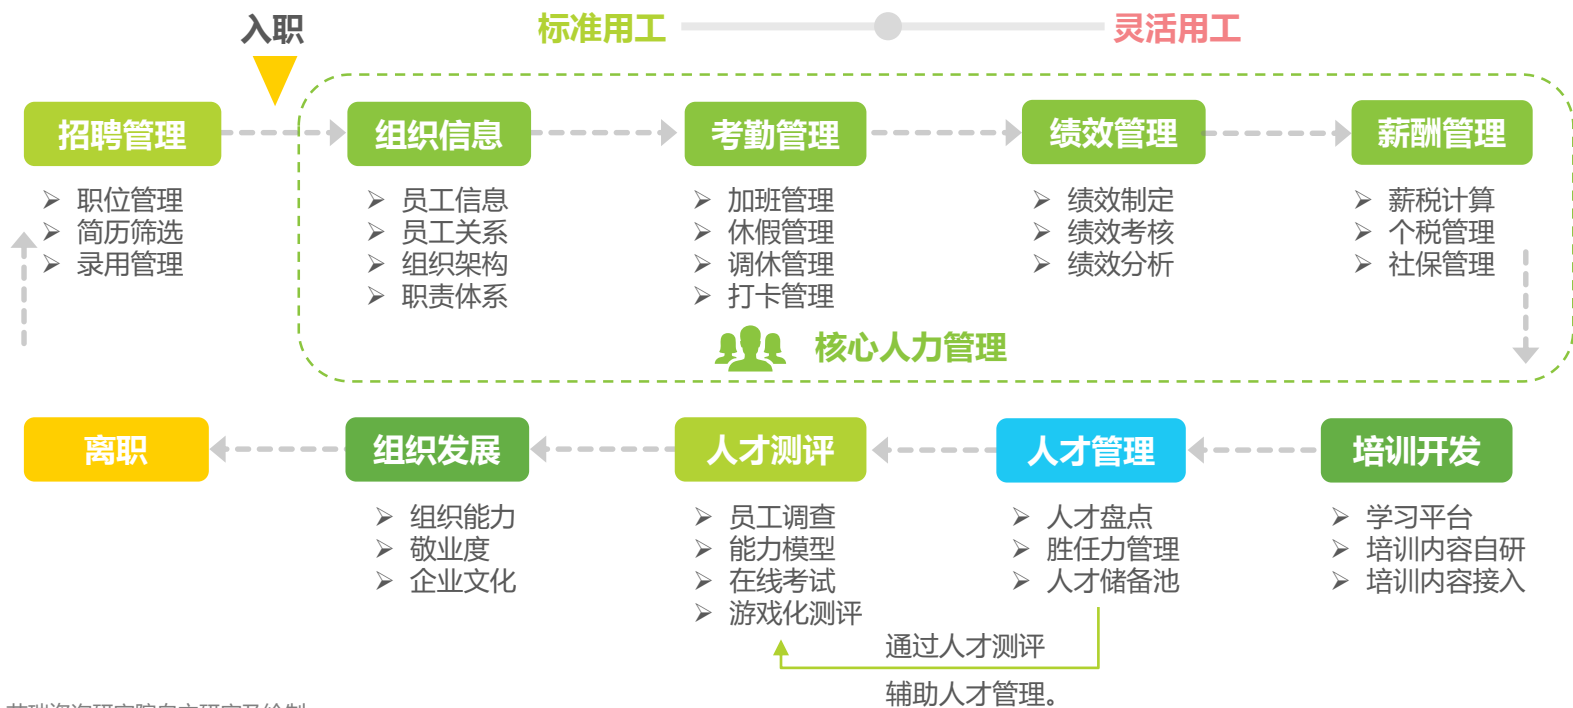 入职
标准用工
灵活用工
招聘管理
组织信息
考勤管理
绩效管理
薪酬管理
➢ 职位管理
➢ 简历筛选
➢ 录用管理
➢ 员工信息
➢ 员工关系
➢ 组织架构
➢ 职责体系
➢ 加班管理
➢ 休假管理
➢ 调休管理
➢ 打卡管理
➢ 绩效制定
➢ 绩效考核
➢ 绩效分析
➢ 薪税计算
➢ 个税管理
➢ 社保管理
核心人力管理
离职
组织发展
人才测评
人才管理
培训开发
➢ 组织能力
➢ 敬业度
➢ 企业文化
➢ 员工调查
➢ 能力模型
➢ 在线考试
➢ 游戏化测评
➢ 人才盘点
➢ 胜任力管理
➢ 人才储备池
➢ 学习平台
➢ 培训内容自研
➢ 培训内容接入
通过人才测评
辅助人才管理。